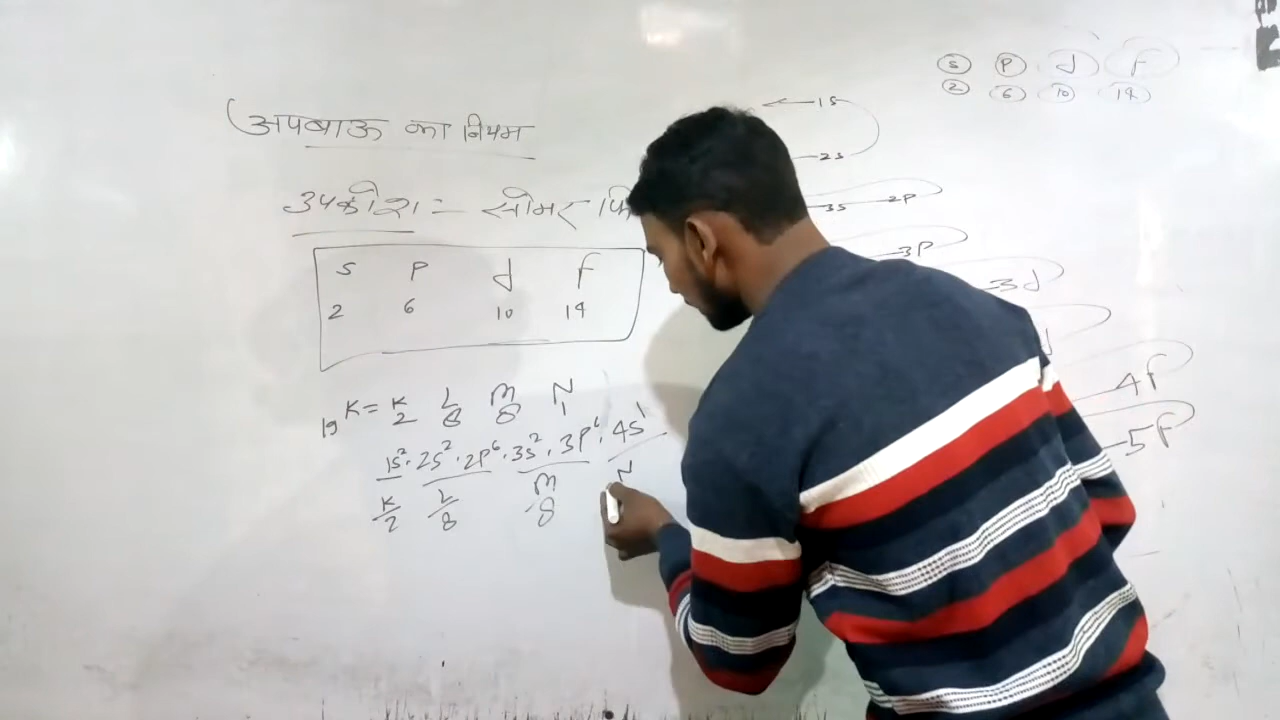 s p d f
2 6 10 14
अपबाऊ का नियम
1s
2s
उपकोश = सोमर
3s 2p
3p
s p d f
2 6 10 14
3d
4f
5f
19 K = K L M N
2 8 8 1
1s² . 2s² . 2p⁶ . 3s² . 3p⁶ . 4s¹
K L M N
2 8 8